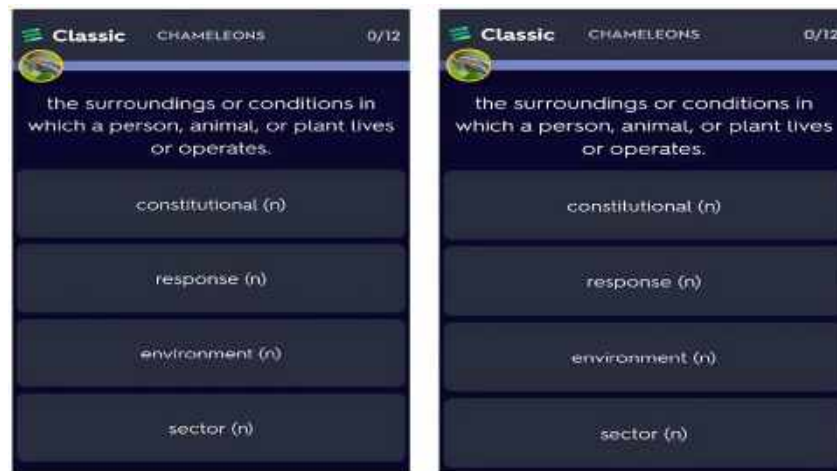 Classic CHAMELEONS 0/12
the surroundings or conditions in
which a person, animal, or plant lives
or operates.
constitutional (n)
response (n)
environment (n)
sector (n)
Classic CHAMELEONS 0/12
the surroundings or conditions in
which a person, animal, or plant lives
or operates.
constitutional (n)
response (n)
environment (n)
sector (n)